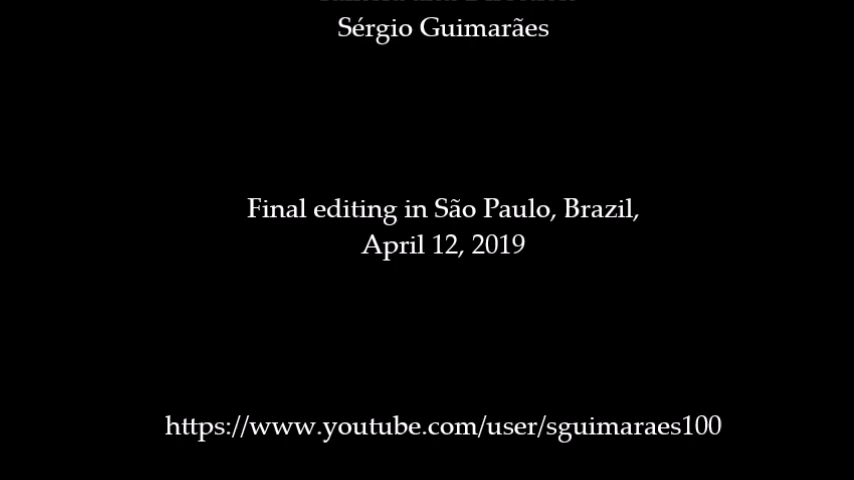 Sérgio Guimarães
Final editing in São Paulo, Brazil,
April 12, 2019
https://www.youtube.com/user/sguimaraes100